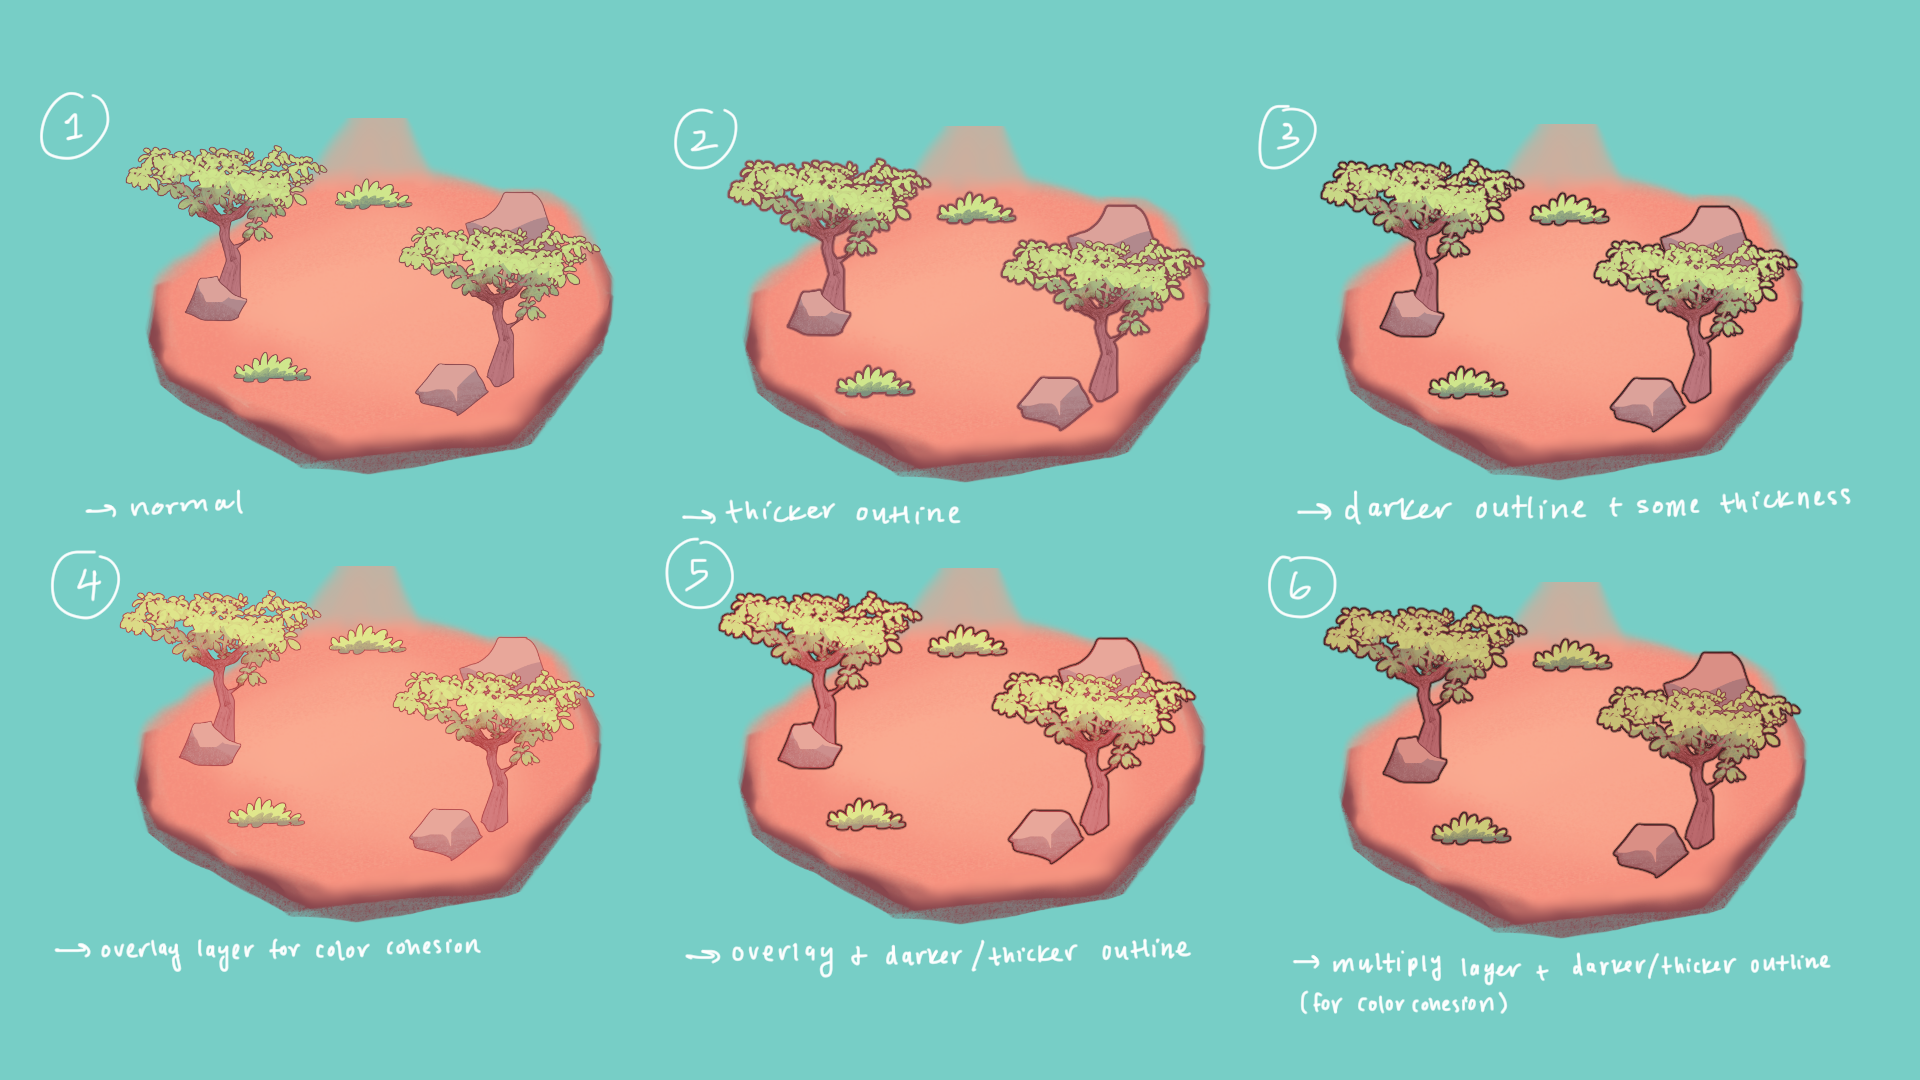 1
2
3
→ normal
→ thicker outline
→ darker outline + some thickness
4
5
6
→ overlay layer for color cohesion
→ overlay + darker/thicker outline
→ multiply layer + darker/thicker outline
(for color cohesion)